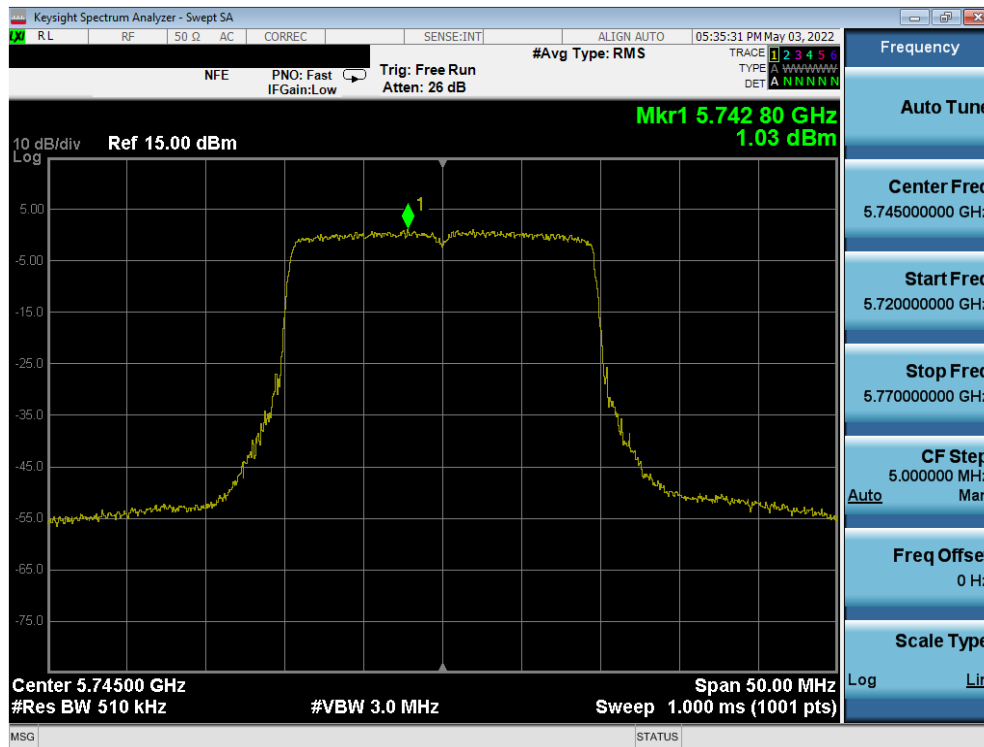 Keysight Spectrum Analyzer - Swept SA
LXI RL RF 50 Ω AC CORREC SENSE:INT ALIGN AUTO 05:35:31 PM May 03, 2022
#Avg Type: RMS
TRACE 1 2 3 4 5 6
TYPE A WWWWW
DET A N N N N N
NFE
PNO: Fast
IFGain:Low
Trig: Free Run
Atten: 26 dB
Mkr1 5.742 80 GHz
1.03 dBm
10 dB/div
Log
Ref 15.00 dBm
1
5.00
-5.00
-15.0
-25.0
-35.0
-45.0
-55.0
-65.0
-75.0
Center 5.74500 GHz
Span 50.00 MHz
#Res BW 510 kHz
#VBW 3.0 MHz
Sweep 1.000 ms (1001 pts)
MSG
STATUS
Frequency
Auto Tune
Center Freq
5.745000000 GHz
Start Freq
5.720000000 GHz
Stop Freq
5.770000000 GHz
CF Step
5.000000 MHz
Auto Man
Freq Offset
0 Hz
Scale Type
Log Lin